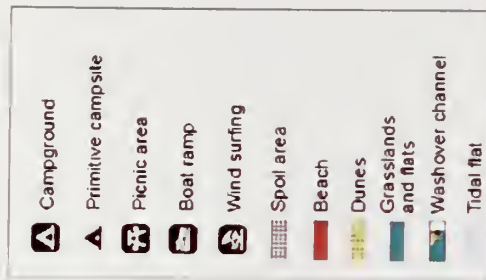 Campground
Primitive campsite
Picnic area
Boat ramp
Wind surfing
Spoil area
Beach
Dunes
Grasslands
and flats
Washover channel
Tidal flat